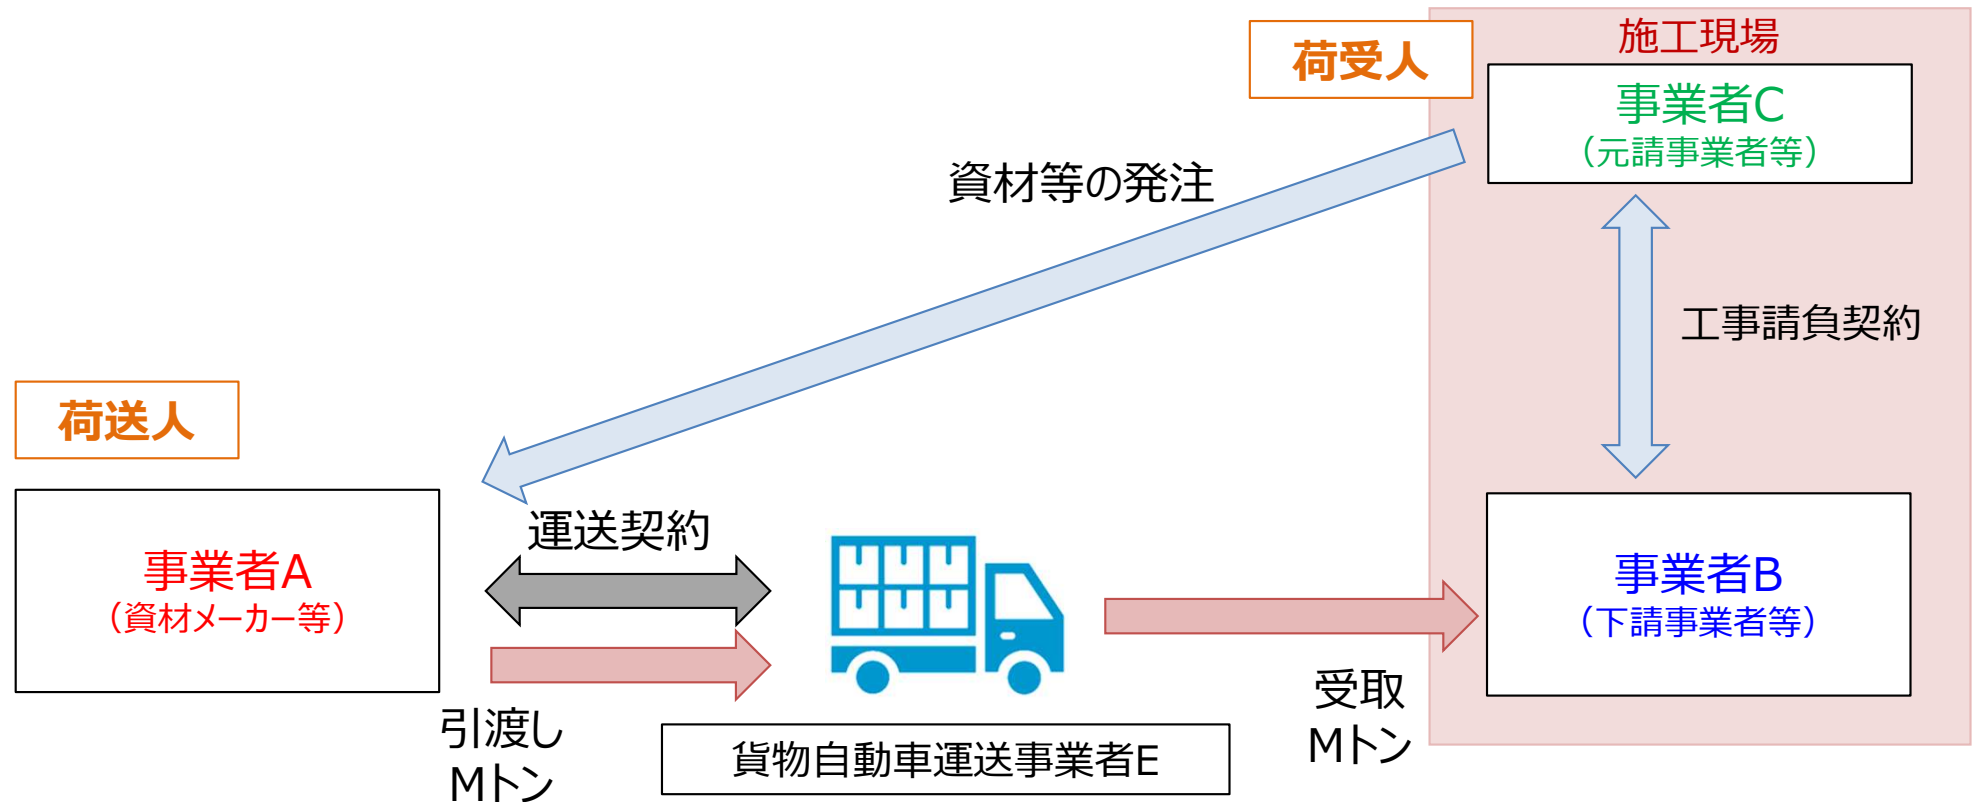 施工現場
荷受人
事業者C
（元請事業者等）
資材等の発注
工事請負契約
荷送人
運送契約
事業者A
（資材メーカー等）
事業者B
（下請事業者等）
引渡し
Mトン
受取
Mトン
貨物自動車運送事業者E